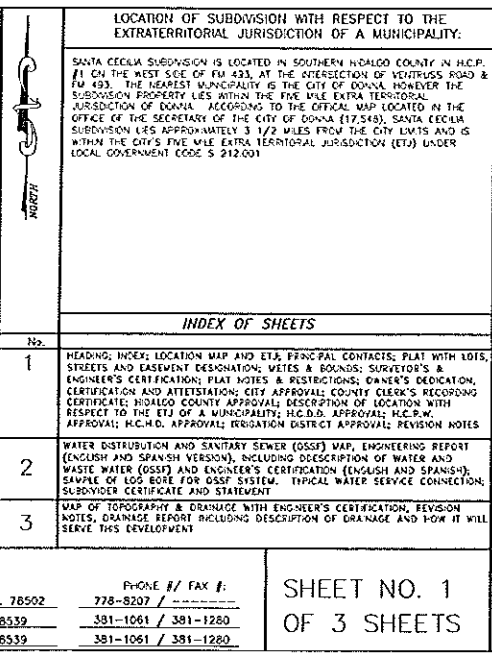 LOCATION OF SUBDIVISION WITH RESPECT TO THE
EXTRATERRITORIAL JURISDICTION OF A MUNICIPALITY:
SANTA CECILIA SUBDIVISION IS LOCATED IN SOUTHERN HIDALGO COUNTY IN H.C.P.
#1 ON THE WEST SIDE OF FM 493, AT THE INTERSECTION OF VENTRUSS ROAD &
FM 493. THE NEAREST MUNICIPALITY IS THE CITY OF DONNA. HOWEVER THE
SUBDIVISION PROPERTY LIES WITHIN THE FIVE MILE EXTRA TERRITORIAL
JURISDICTION OF DONNA. ACCORDING TO THE OFFICAL MAP LOCATED IN THE
OFFICE OF THE SECRETARY OF THE CITY OF DONNA (17,548), SANTA CECILIA
SUBDIVISION LIES APPROXIMATELY 3 1/2 MILES FROM THE CITY LIMITS AND IS
WITHIN THE CITY'S FIVE MILE EXTRA TERRITORIAL JURISDICTION (ETJ) UNDER
LOCAL GOVERNMENT CODE S 212.001
NORTH
INDEX OF SHEETS
No.
1
HEADING; INDEX; LOCATION MAP AND ETJ; PRINCIPAL CONTACTS; PLAT WITH LOTS,
STREETS AND EASEMENT DESIGNATION; METES & BOUNDS; SURVEYOR'S &
ENGINEER'S CERTIFICATION; PLAT NOTES & RESTRICTIONS; OWNER'S DEDICATION,
CERTIFICATION AND ATTETSTATION; CITY APPROVAL; COUNTY CLERK'S RECORDING
CERTIFICATE; HIDALGO COUNTY APPROVAL; DESCRIPTION OF LOCATION WITH
RESPECT TO THE ETJ OF A MUNICIPALITY; H.C.D.D. APPROVAL; H.C.P.W.
APPROVAL; H.C.H.D. APPROVAL; IRRIGATION DISTRICT APPROVAL; REVISION NOTES
2
WATER DISTRUBUTION AND SANITARY SEWER (OSSF) MAP, ENGINEERING REPORT
(ENGLISH AND SPANISH VERSION), INCLUDING DDESCRIPTION OF WATER AND
WASTE WATER (OSSF) AND ENGINEER'S CERTIFICATION (ENGLISH AND SPANISH);
SAMPLE OF LOG BORE FOR OSSF SYSTEM. TYPICAL WATER SERVICE CONNECTION;
SUBDIVIDER CERTIFICATE AND STATEMENT
3
MAP OF TOPOGRAPHY & DRAINAGE WITH ENGINEER'S CERTIFICATION, REVISION
NOTES, DRAINAGE REPORT INCLUDING DESCRIPTION OF DRAINAGE AND HOW IT WILL
SERVE THIS DEVELOPMENT
PHONE #/ FAX #:
. 78502 778-8207 / -------
8539 381-1061 / 381-1280
8539 381-1061 / 381-1280
SHEET NO. 1
OF 3 SHEETS